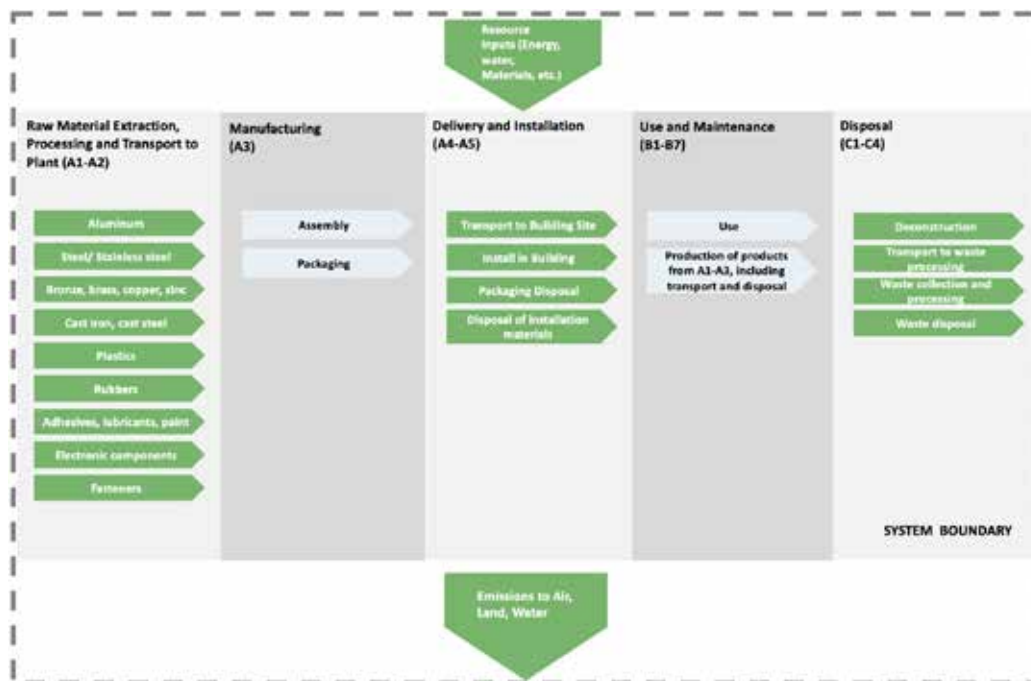 Resource
Inputs (Energy,
water,
Materials, etc.)
Raw Material Extraction,
Processing and Transport to
Plant (A1-A2)
Aluminum
Steel/ Stainless steel
Bronze, brass, copper, zinc
Cast iron, cast steel
Plastics
Rubbers
Adhesives, lubricants, paint
Electronic components
Fasteners
Manufacturing
(A3)
Assembly
Packaging
Delivery and Installation
(A4-A5)
Transport to Building Site
Install in Building
Packaging Disposal
Disposal of Installation
materials
Use and Maintenance
(B1-B7)
Use
Production of products
from A1-A3, including
transport and disposal
Disposal
(C1-C4)
Deconstruction
Transport to waste
processing
Waste collection and
processing
Waste disposal
SYSTEM BOUNDARY
Emissions to Air,
Land, Water